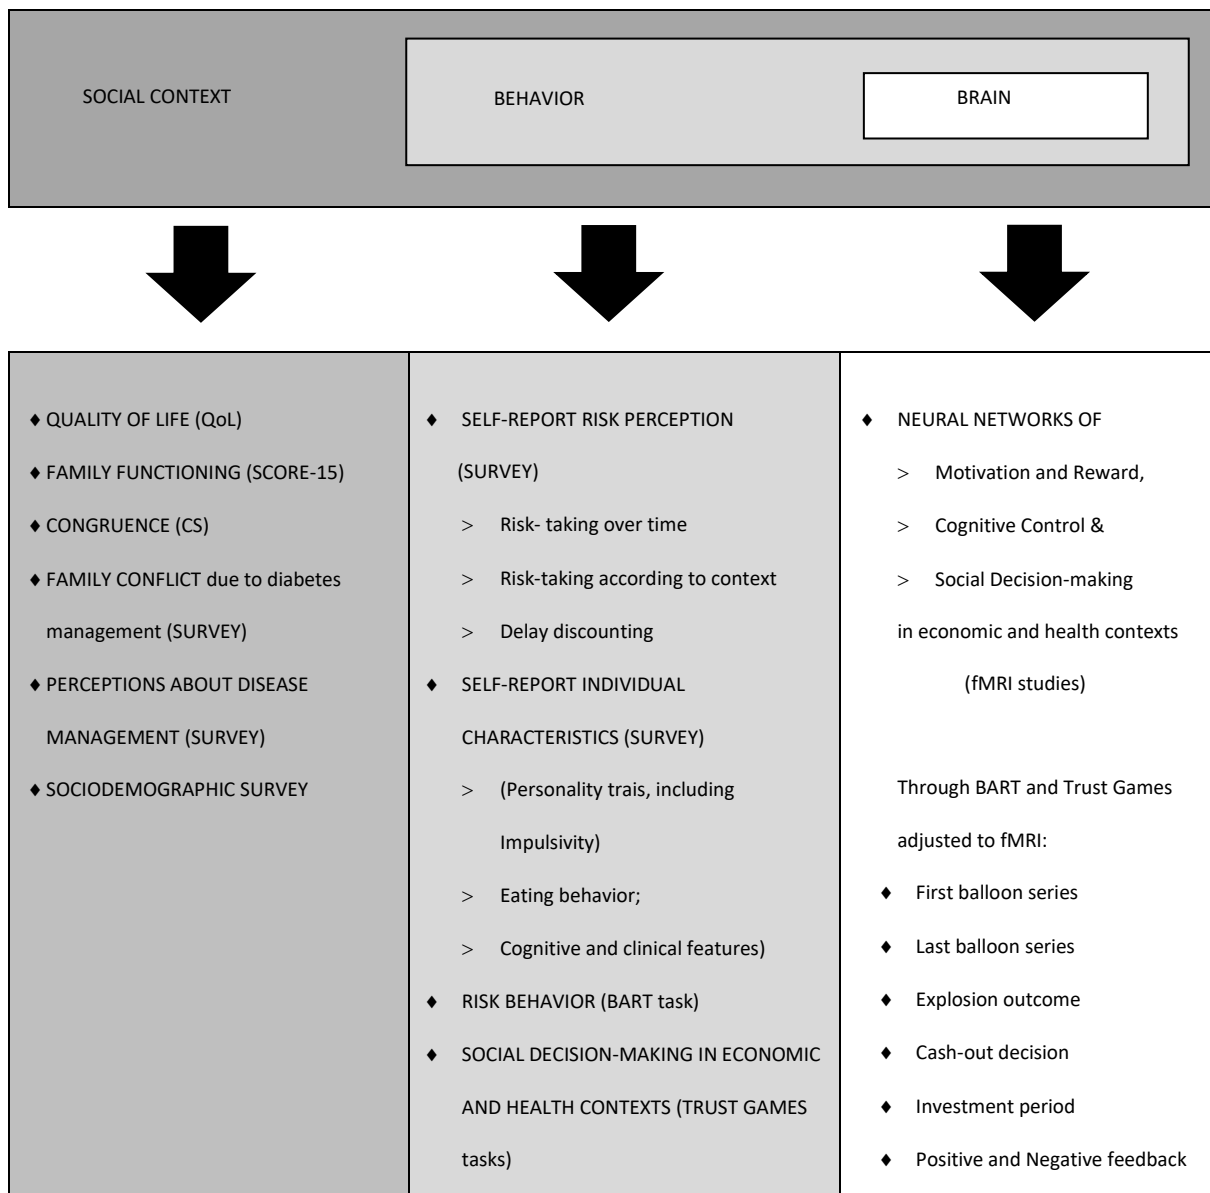 SOCIAL CONTEXT
BEHAVIOR
BRAIN
♦ QUALITY OF LIFE (QoL)
♦ FAMILY FUNCTIONING (SCORE-15)
♦ CONGRUENCE (CS)
♦ FAMILY CONFLICT due to diabetes
management (SURVEY)
♦ PERCEPTIONS ABOUT DISEASE
MANAGEMENT (SURVEY)
♦ SOCIODEMOGRAPHIC SURVEY
♦ SELF-REPORT RISK PERCEPTION
(SURVEY)
> Risk- taking over time
> Risk-taking according to context
> Delay discounting
♦ SELF-REPORT INDIVIDUAL
CHARACTERISTICS (SURVEY)
> (Personality trais, including
Impulsivity)
> Eating behavior;
> Cognitive and clinical features)
♦ RISK BEHAVIOR (BART task)
♦ SOCIAL DECISION-MAKING IN ECONOMIC
AND HEALTH CONTEXTS (TRUST GAMES
tasks)
♦ NEURAL NETWORKS OF
> Motivation and Reward,
> Cognitive Control &
> Social Decision-making
in economic and health contexts
(fMRI studies)
Through BART and Trust Games
adjusted to fMRI:
♦ First balloon series
♦ Last balloon series
♦ Explosion outcome
♦ Cash-out decision
♦ Investment period
♦ Positive and Negative feedback